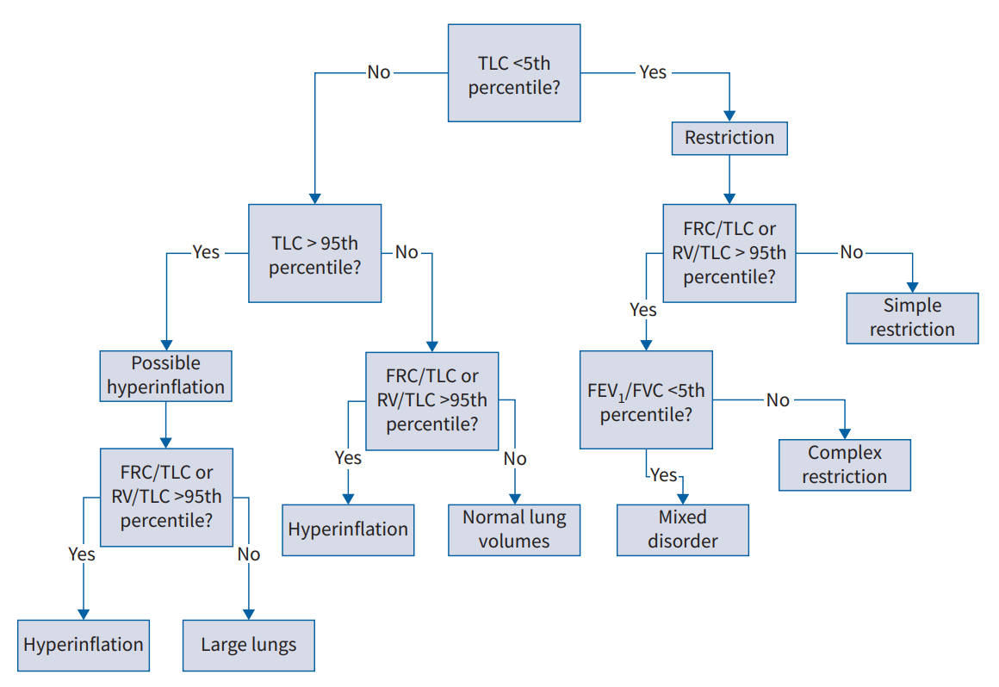 TLC <5th
percentile?
No
Yes
Restriction
TLC > 95th
percentile?
FRC/TLC or
RV/TLC > 95th
percentile?
Yes
No
No
Yes
Simple
restriction
Possible
hyperinflation
FRC/TLC or
RV/TLC >95th
percentile?
FEV₁/FVC <5th
percentile?
No
Yes
No
Yes
Complex
restriction
FRC/TLC or
RV/TLC >95th
percentile?
Hyperinflation
Normal lung
volumes
Mixed
disorder
Yes
No
Hyperinflation
Large lungs